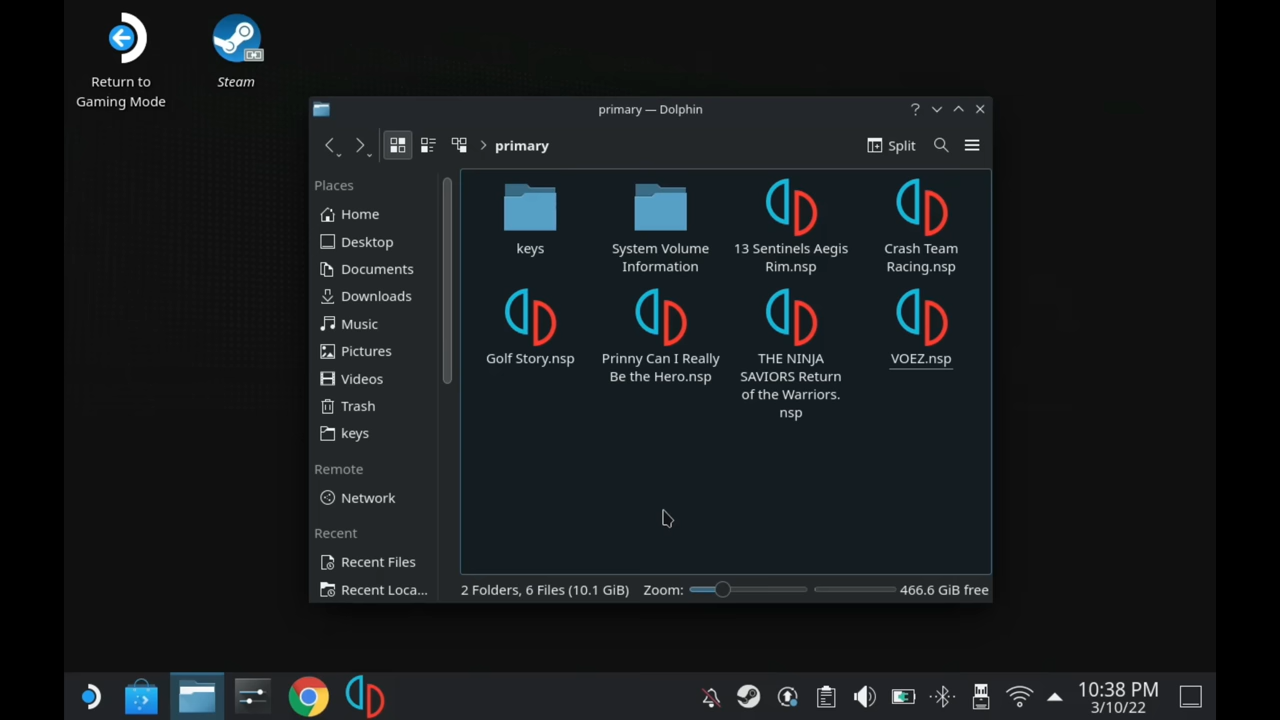 Return to
Gaming Mode
Steam
primary — Dolphin
?
primary
Split
Places
Home
Desktop
Documents
Downloads
Music
Pictures
Videos
Trash
keys
Remote
Network
Recent
Recent Files
Recent Loca...
keys
System Volume
Information
13 Sentinels Aegis
Rim.nsp
Crash Team
Racing.nsp
Golf Story.nsp
Prinny Can I Really
Be the Hero.nsp
THE NINJA
SAVIORS Return
of the Warriors.
nsp
VOEZ.nsp
2 Folders, 6 Files (10.1 GiB)
Zoom:
466.6 GiB free
10:38 PM
3/10/22